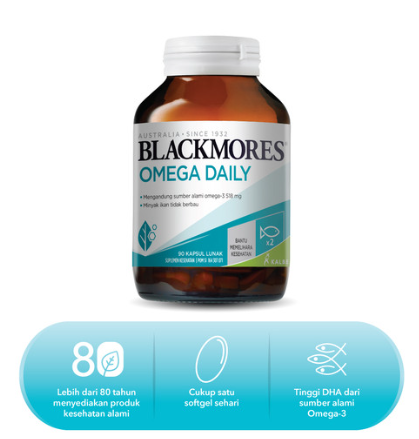 AUSTRALIA • SINCE 1932
BLACKMORES
OMEGA DAILY
• Mengandung sumber alami omega-3 518 mg
• Minyak ikan tidak berbau
BANTU
MEMELIHARA
KESEHATAN
x2
90 KAPSUL LUNAK
KALBE
80
Lebih dari 80 tahun
menyediakan produk
kesehatan alami
Cukup satu
softgel sehari
Tinggi DHA dari
sumber alami
Omega-3